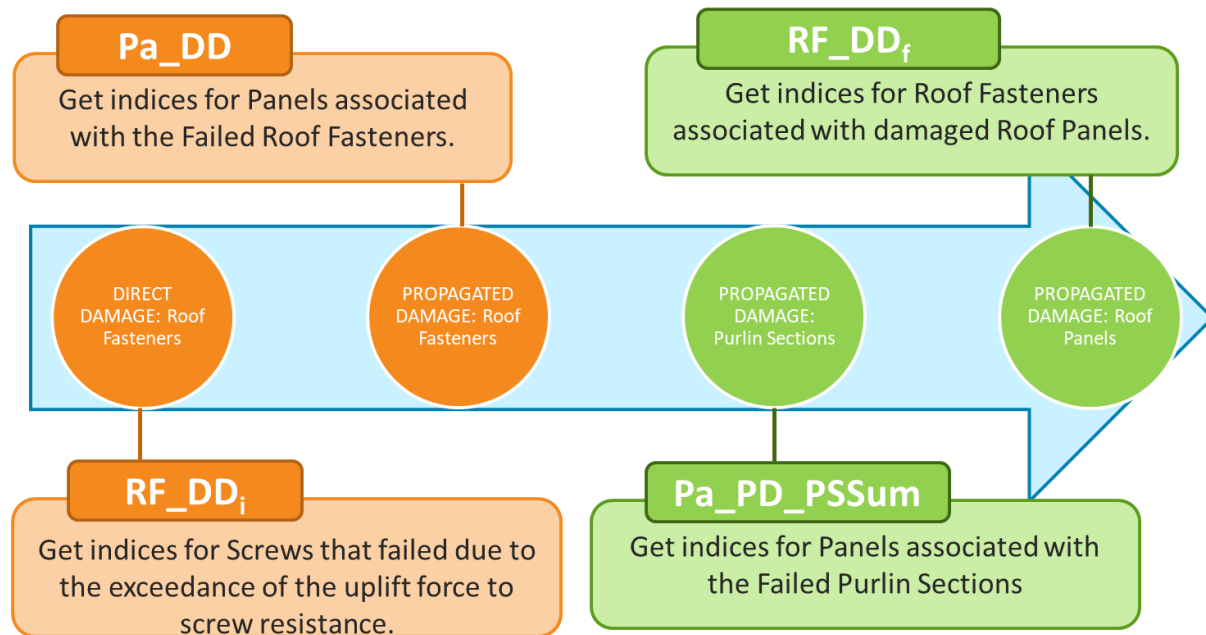 Pa_DD
Get indices for Panels associated
with the Failed Roof Fasteners.
RF_DDf
Get indices for Roof Fasteners
associated with damaged Roof Panels.
DIRECT
DAMAGE: Roof
Fasteners
PROPAGATED
DAMAGE: Roof
Fasteners
PROPAGATED
DAMAGE:
Purlin Sections
PROPAGATED
DAMAGE: Roof
Panels
RF_DDi
Get indices for Screws that failed due to
the exceedance of the uplift force to
screw resistance.
Pa_PD_PSSum
Get indices for Panels associated with
the Failed Purlin Sections